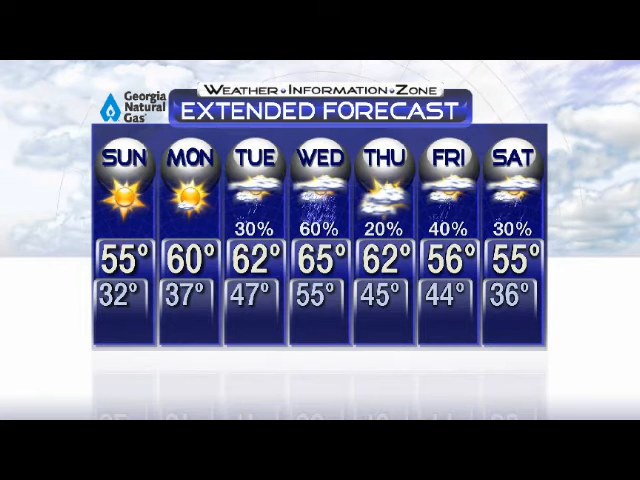 Georgia
Natural
Gas
WEATHER • INFORMATION • ZONE
EXTENDED FORECAST
SUN MON TUE WED THU FRI SAT
30% 60% 20% 40% 30%
55° 60° 62° 65° 62° 56° 55°
32° 37° 47° 55° 45° 44° 36°